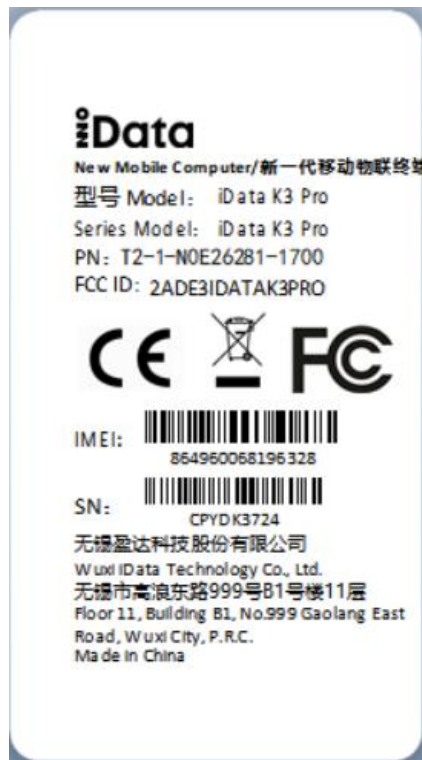 iData
New Mobile Computer/新一代移动物联终端
型号 Model: iData K3 Pro
Series Model: iData K3 Pro
PN: T2-1-N0E26281-1700
FCC ID: 2ADE3IDATAK3PRO
CE FC
IMEI:
864960068196328
SN:
CPYDK3724
无锡盈达科技股份有限公司
Wuxi iData Technology Co., Ltd.
无锡市高浪东路999号B1号楼11层
Floor 11, Building B1, No.999 Gaolang East
Road, Wuxi City, P.R.C.
Made in China